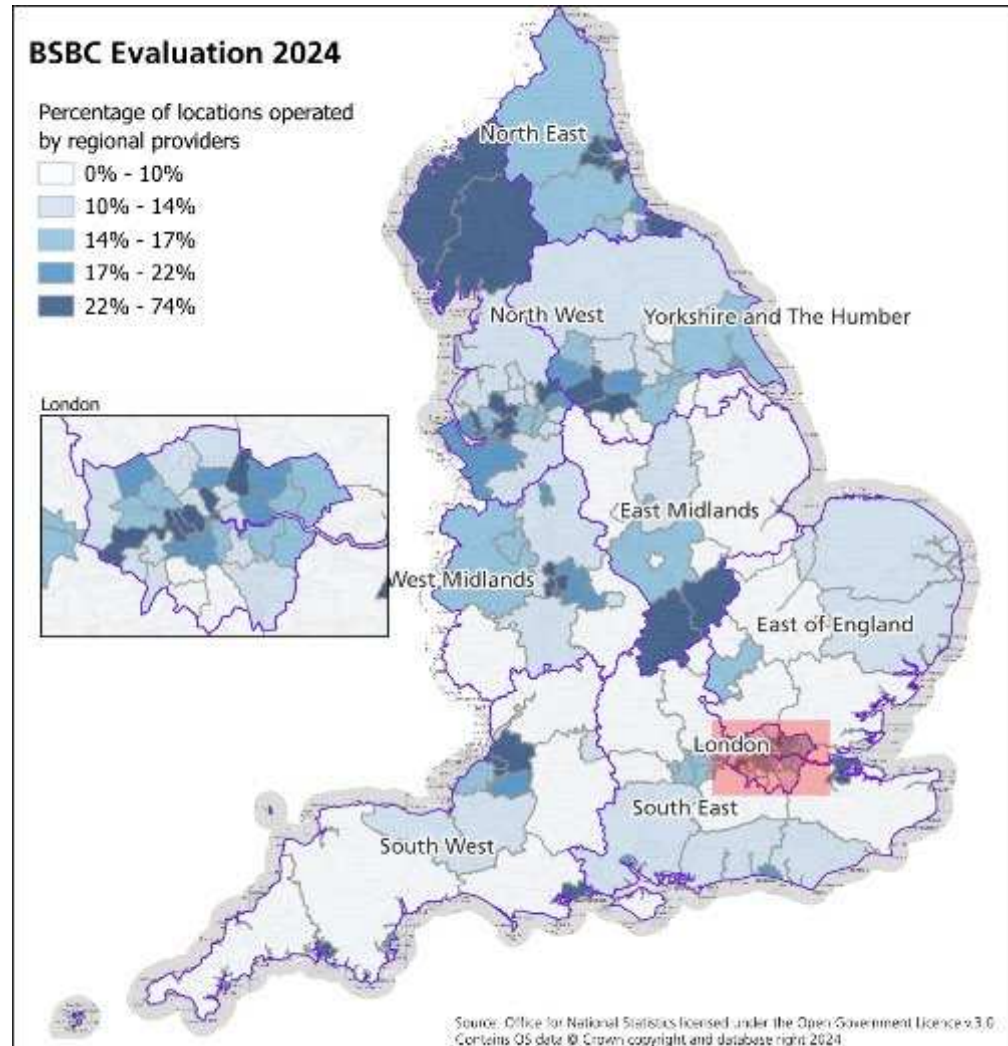 BSBC Evaluation 2024
Percentage of locations operated
by regional providers
0% - 10%
10% - 14%
14% - 17%
17% - 22%
22% - 74%
North East
North West
Yorkshire and The Humber
London
East Midlands
West Midlands
East of England
London
South East
South West
Source: Office for National Statistics licensed under the Open Government Licence v.3.0
Contains OS data © Crown copyright and database right 2024